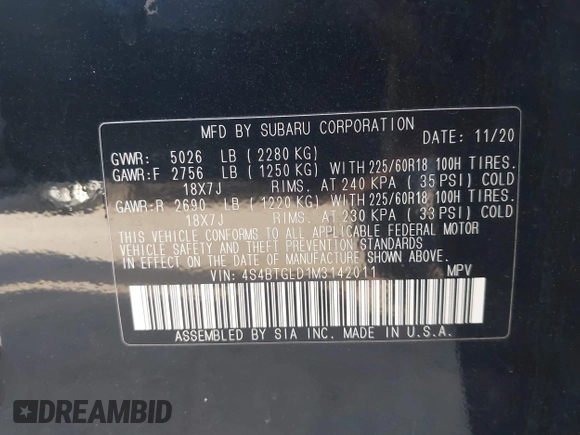 MFD BY SUBARU CORPORATION
DATE: 11/20
GVWR: 5026 LB ( 2280 KG)
GAWR:F 2756 LB ( 1250 KG) WITH 225/60R18 100H TIRES.
18X7J RIMS. AT 240 KPA ( 35 PSI) COLD
GAWR:R 2690 LB ( 1220 KG) WITH 225/60R18 100H TIRES.
18X7J RIMS. AT 230 KPA ( 33 PSI) COLD
THIS VEHICLE CONFORMS TO ALL APPLICABLE FEDERAL MOTOR
VEHICLE SAFETY, BUMPER, AND THEFT PREVENTION STANDARDS
IN EFFECT ON THE DATE OF MANUFACTURE SHOWN ABOVE.
VIN: 4S4BTGLD1M3142011 MPV
ASSEMBLED BY SIA INC. MADE IN U.S.A.
DREAMBID